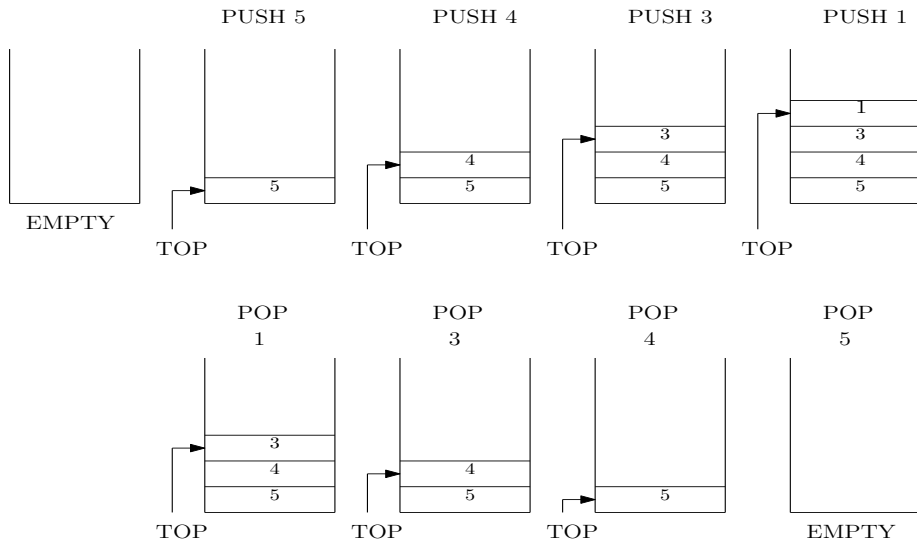 PUSH 5 PUSH 4 PUSH 3 PUSH 1
1
3 3
4 4 4
5 5 5 5
EMPTY
TOP TOP TOP TOP
POP POP POP POP
1 3 4 5
3
4 4
5 5 5
TOP TOP TOP EMPTY